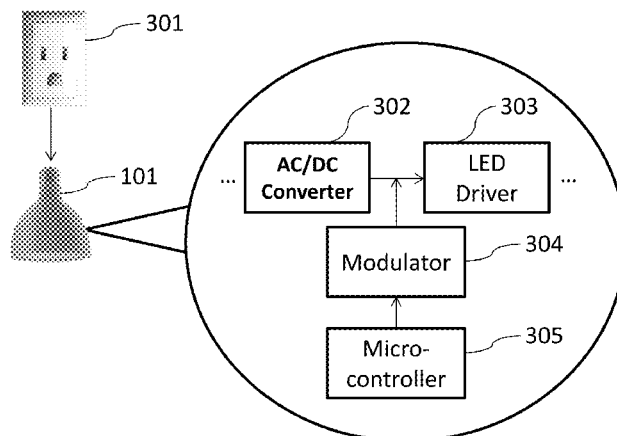 301
302
303
101
... AC/DC Converter
LED Driver ...
304
Modulator
305
Micro-
controller